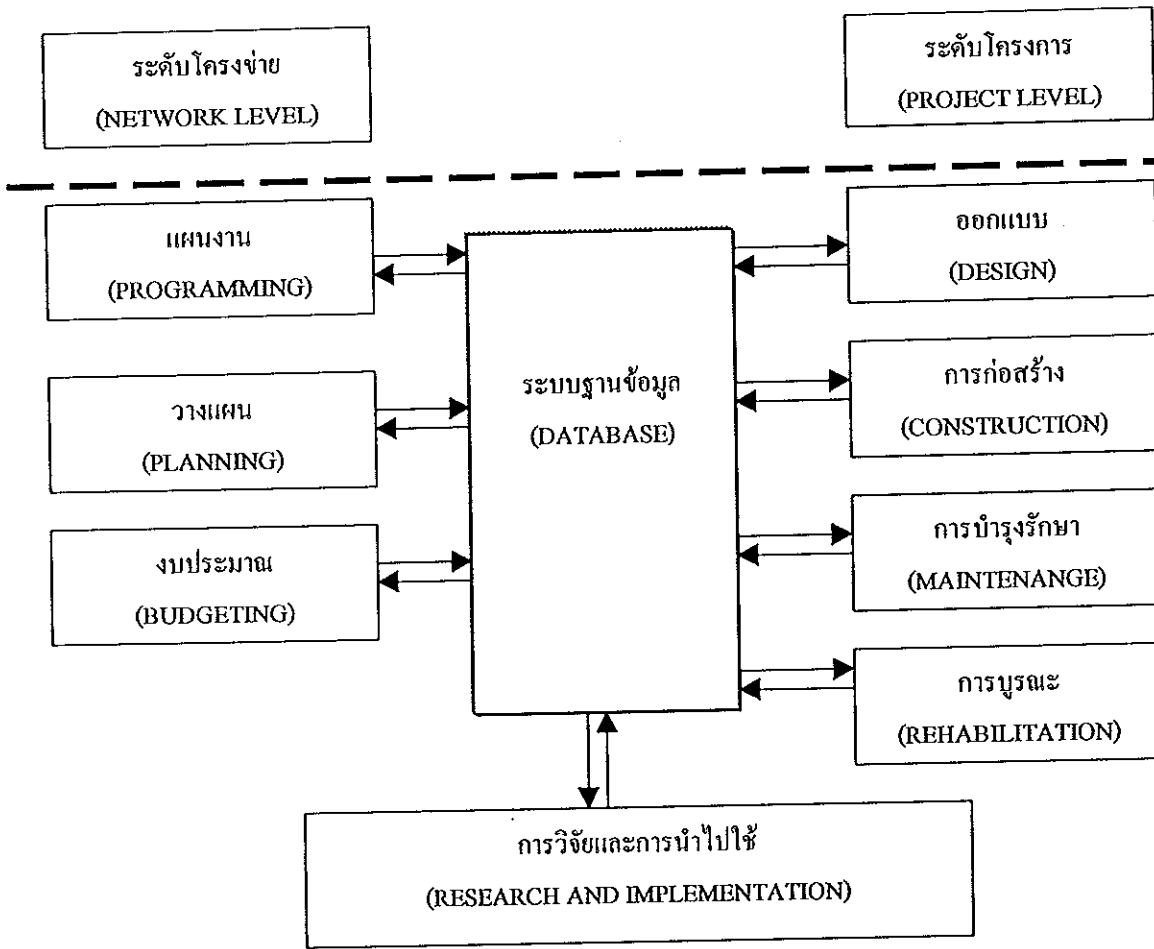 ระดับโครงข่าย
(NETWORK LEVEL)
ระดับโครงการ
(PROJECT LEVEL)
แผนงาน
(PROGRAMMING)
วางแผน
(PLANNING)
งบประมาณ
(BUDGETING)
ระบบฐานข้อมูล
(DATABASE)
ออกแบบ
(DESIGN)
การก่อสร้าง
(CONSTRUCTION)
การบำรุงรักษา
(MAINTENANGE)
การบูรณะ
(REHABILITATION)
การวิจัยและการนำไปใช้
(RESEARCH AND IMPLEMENTATION)